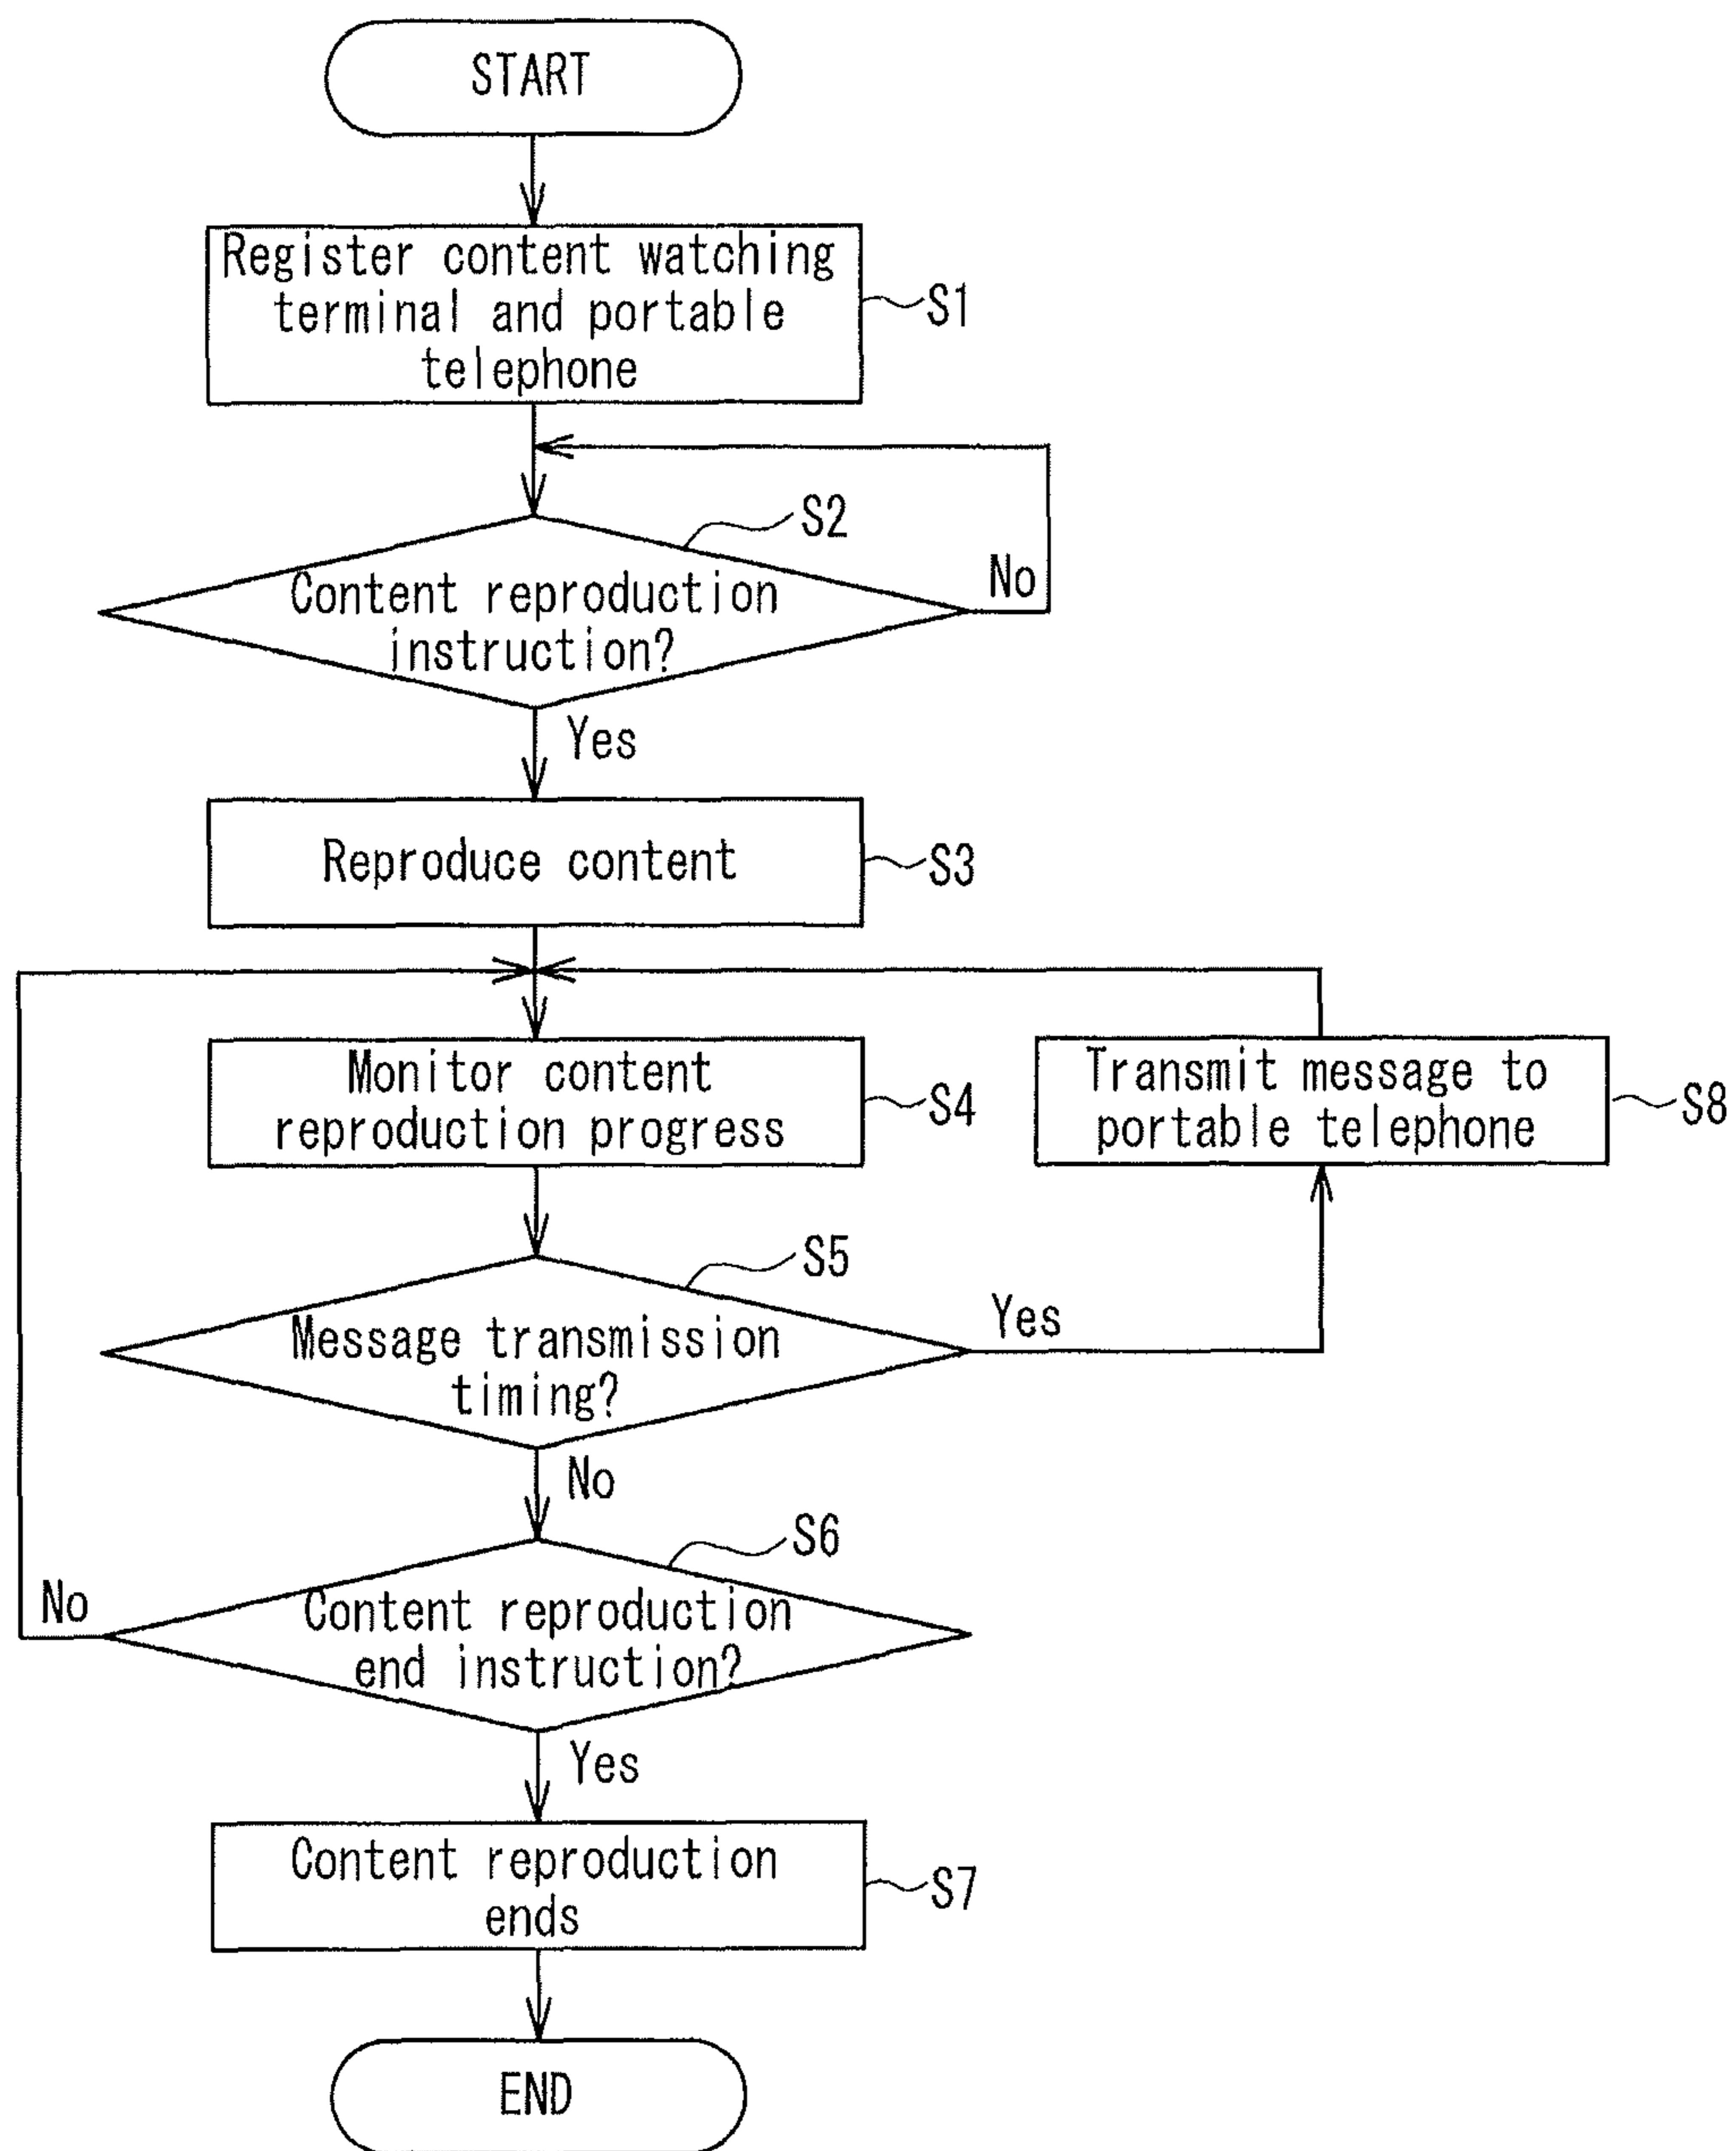 START
Register content watching
terminal and portable
telephone
S1
S2
Content reproduction
instruction?
No
Yes
Reproduce content
S3
Monitor content
reproduction progress
S4
Transmit message to
portable telephone
S8
S5
Message transmission
timing?
Yes
No
S6
Content reproduction
end instruction?
No
Yes
Content reproduction
ends
S7
END